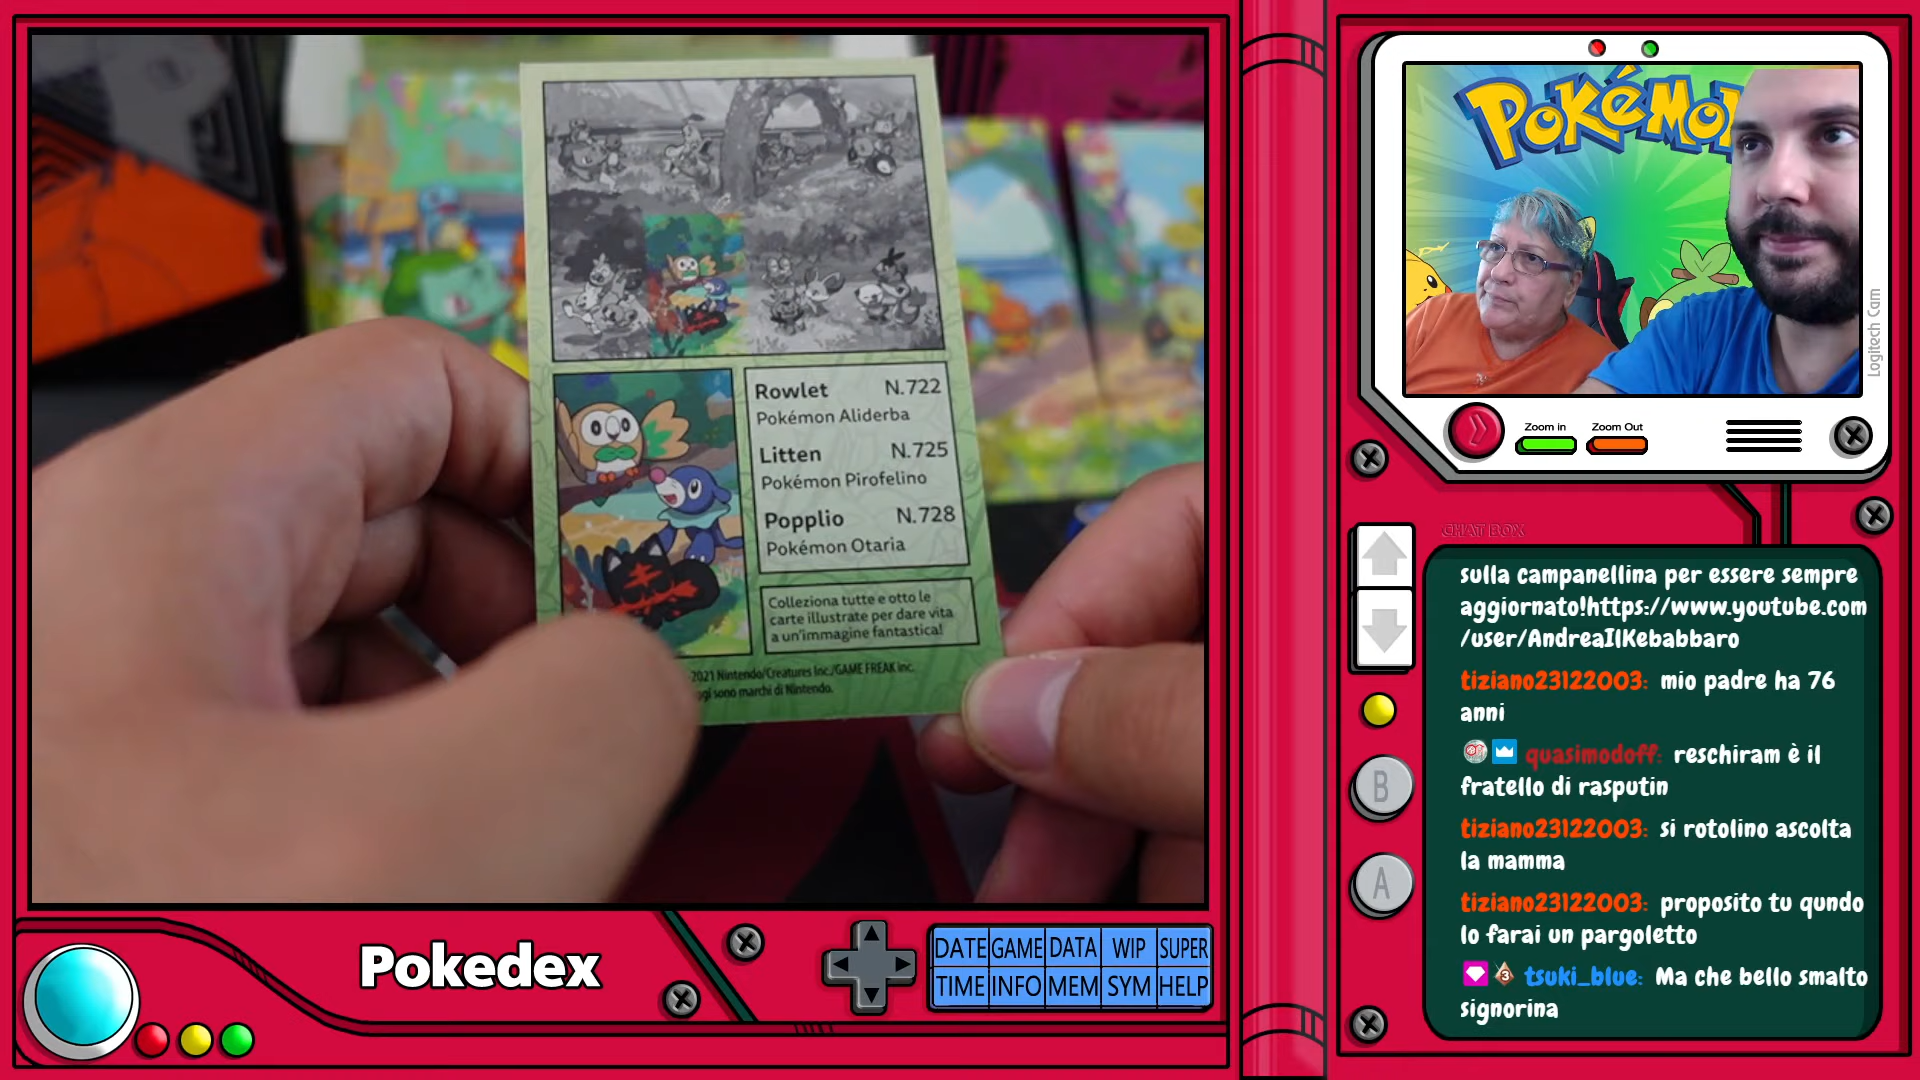 Rowlet N.722
Pokémon Aliderba
Litten N.725
Pokémon Pirofelino
Popplio N.728
Pokémon Otaria
Colleziona tutte e otto le
carte illustrate per dare vita
a un'immagine fantastica!
2021 Nintendo/Creatures Inc./GAME FREAK inc.
sono marchi di Nintendo.
Pokedex
DATE GAME DATA WIP SUPER
TIME INFO MEM SYM HELP
POKÉMON
Logitech Cam
Zoom in Zoom Out
CHAT BOX
B
A
sulla campanellina per essere sempre
aggiornato!https://www.youtube.com
/user/AndreaIlKebabbaro
tiziano23122003: mio padre ha 76
anni
quasimodoff: reschiram è il
fratello di rasputin
tiziano23122003: si rotolino ascolta
la mamma
tiziano23122003: proposito tu qundo
lo farai un pargoletto
3 tsuki_blue: Ma che bello smalto
signorina